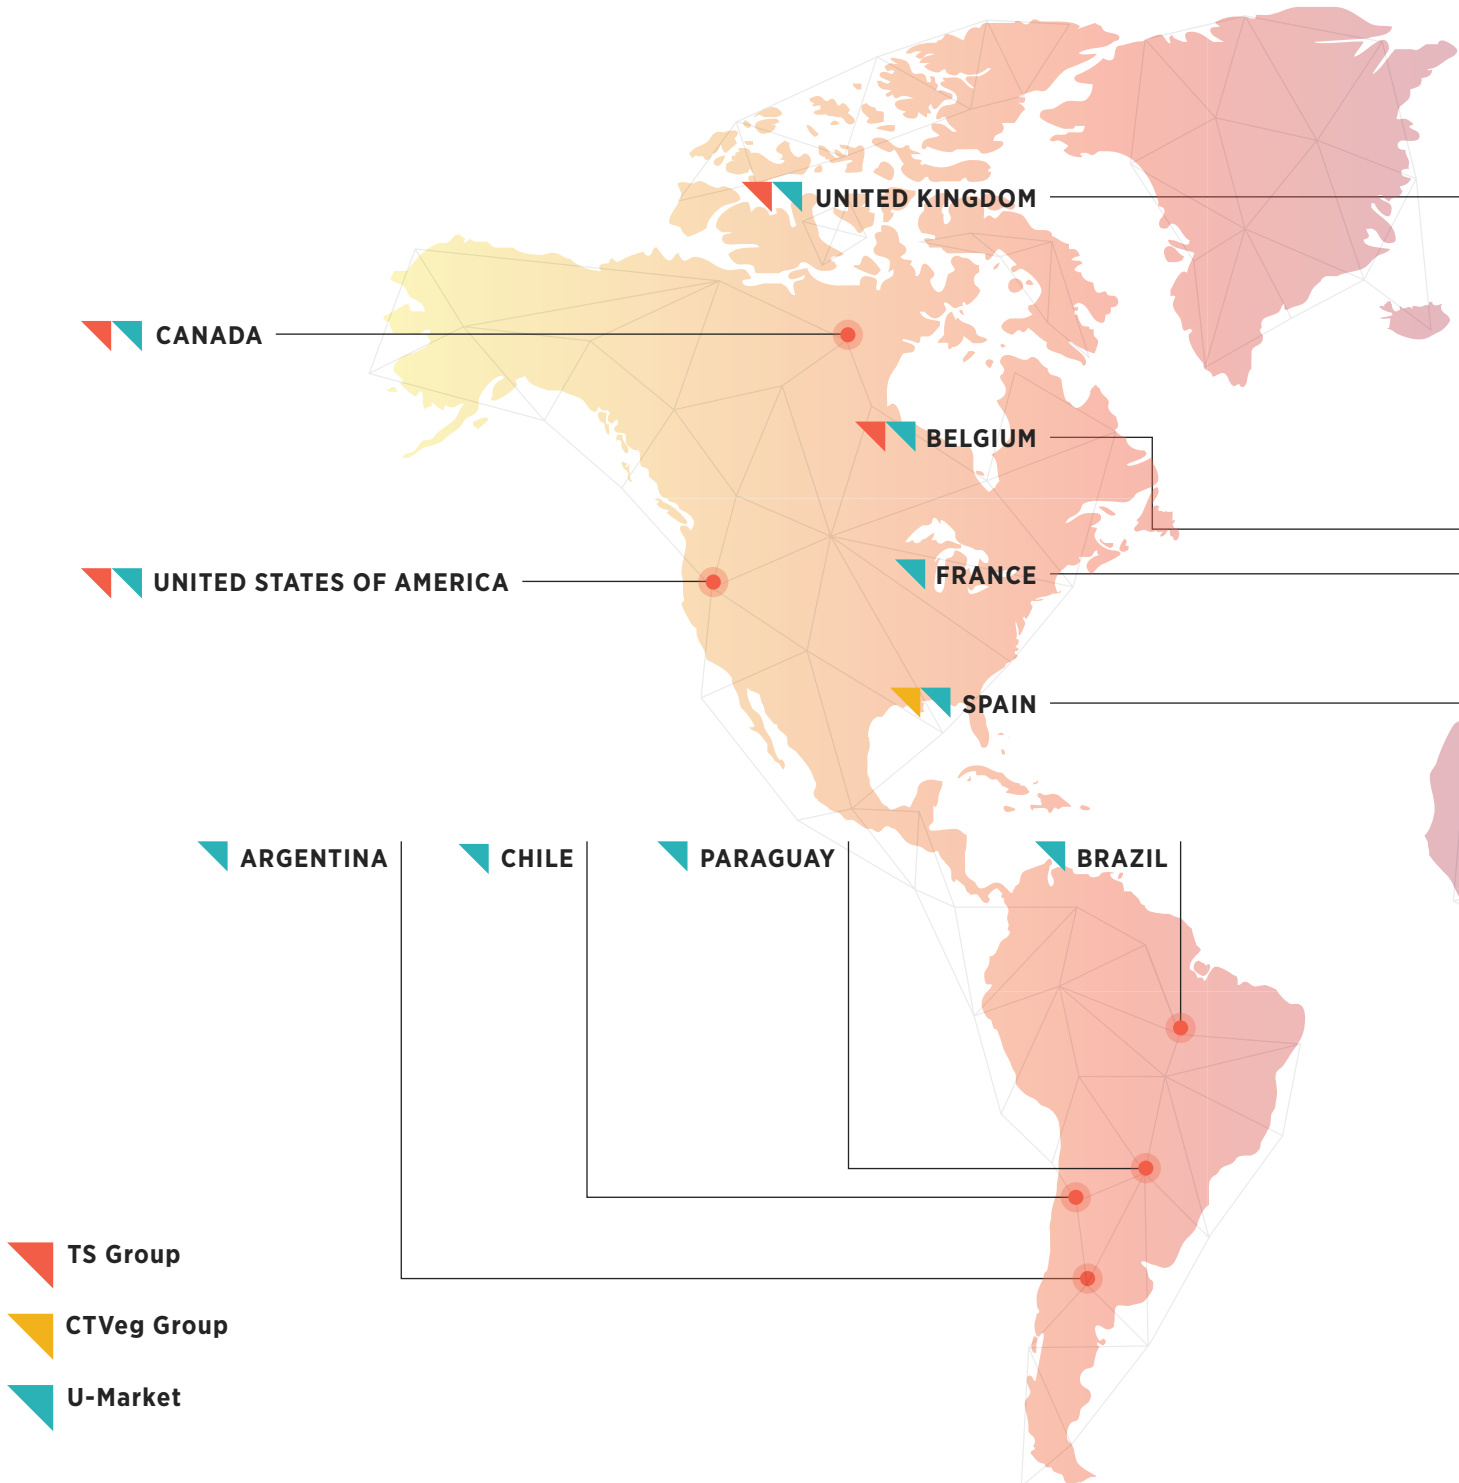 UNITED KINGDOM
CANADA
BELGIUM
FRANCE
UNITED STATES OF AMERICA
SPAIN
ARGENTINA
CHILE
PARAGUAY
BRAZIL
TS Group
CTVeg Group
U-Market